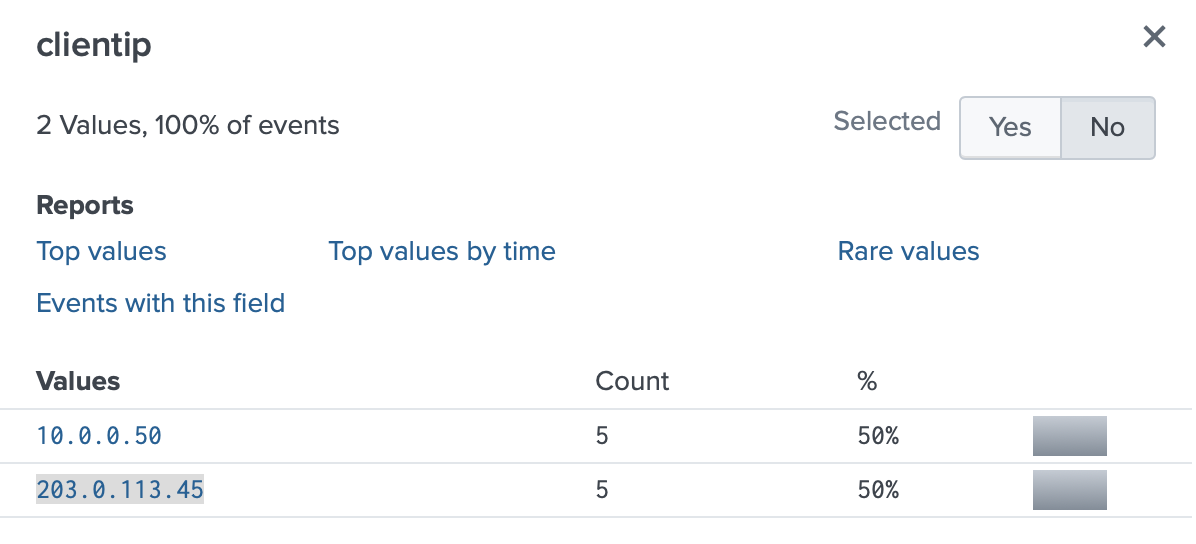 clientip
2 Values, 100% of events
Selected Yes No
Reports
Top values Top values by time Rare values
Events with this field
Values Count %
10.0.0.50 5 50%
203.0.113.45 5 50%